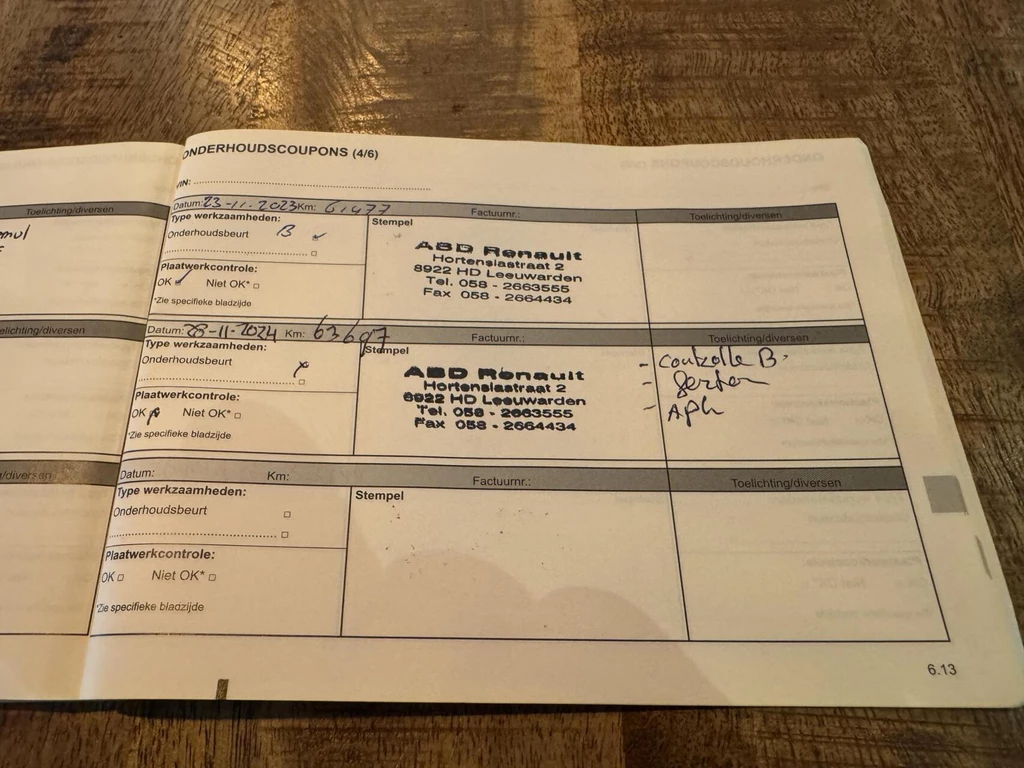 ONDERHOUDSCOUPONS (4/6)
VIN:
Toelichting/diversen
Datum: 23-11-2023 Km: 61477 Factuurnr.: Toelichting/diversen
Type werkzaamheden:
Onderhoudsbeurt B
Plaatwerkcontrole:
OK Niet OK*
*Zie specifieke bladzijde
Stempel
ABD Renault
Hortensiastraat 2
8922 HD Leeuwarden
Tel. 058 - 2663555
Fax 058 - 2664434
elichting/diversen
Datum: 28-11-2024 Km: 63697 Factuurnr.: Toelichting/diversen
Type werkzaamheden:
Onderhoudsbeurt
Plaatwerkcontrole:
OK Niet OK*
*Zie specifieke bladzijde
Stempel
ABD Renault
Hortensiastraat 2
8922 HD Leeuwarden
Tel. 058 - 2663555
Fax 058 - 2664434
- Controlle B
-
- APK
g/diversen
Datum: Km: Factuurnr.: Toelichting/diversen
Type werkzaamheden:
Onderhoudsbeurt
Plaatwerkcontrole:
OK Niet OK*
*Zie specifieke bladzijde
Stempel
6.13